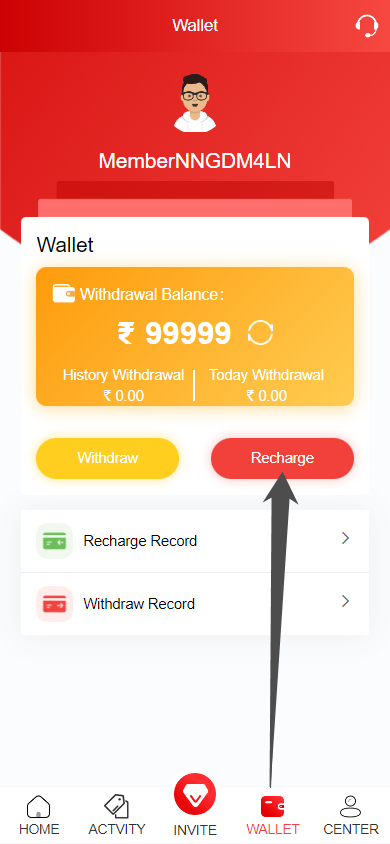 Wallet
MemberNNGDM4LN
Wallet
Withdrawal Balance:
₹ 99999
History Withdrawal
Today Withdrawal
₹ 0.00
₹ 0.00
Withdraw
Recharge
Recharge Record
Withdraw Record
HOME
ACTVITY
INVITE
WALLET
CENTER